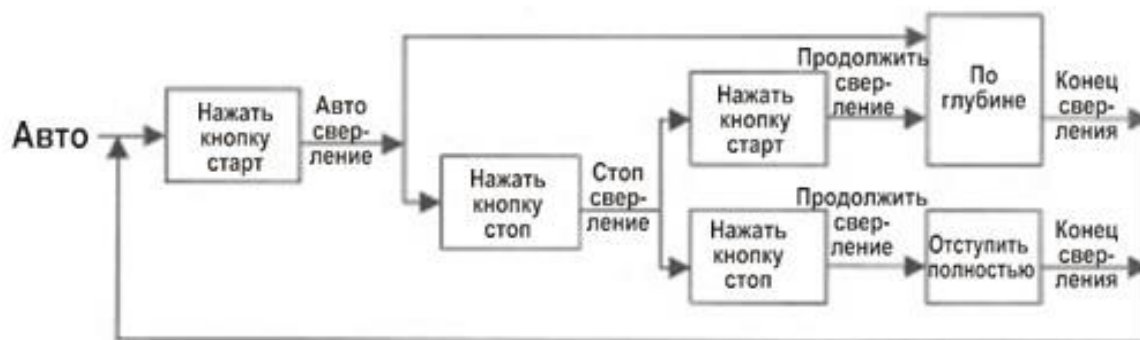 Авто
Нажать
кнопку
старт
Авто
свер-
ление
Нажать
кнопку
стоп
Стоп
свер-
ление
Нажать
кнопку
старт
Продолжить
свер-
ление
По
глубине
Конец
свер-
ления
Нажать
кнопку
стоп
Продолжить
свер-
ление
Отступить
полностью
Конец
свер-
ления